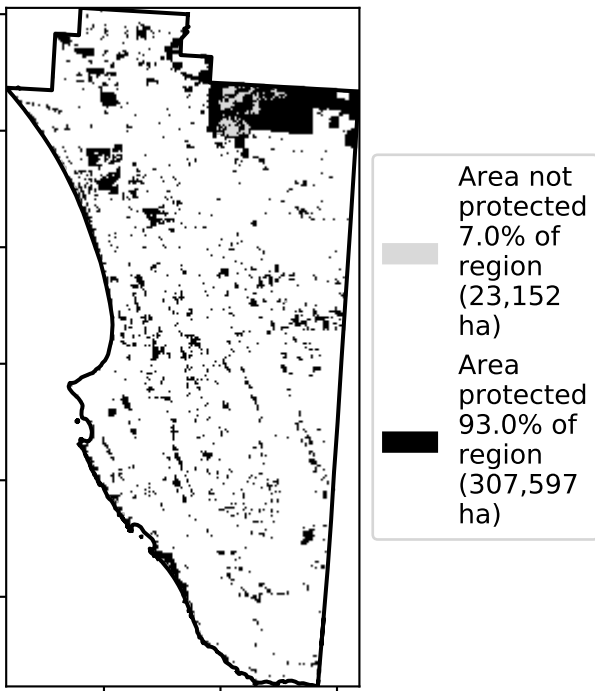 Area not
protected
7.0% of
region
(23,152
ha)
Area
protected
93.0% of
region
(307,597
ha)